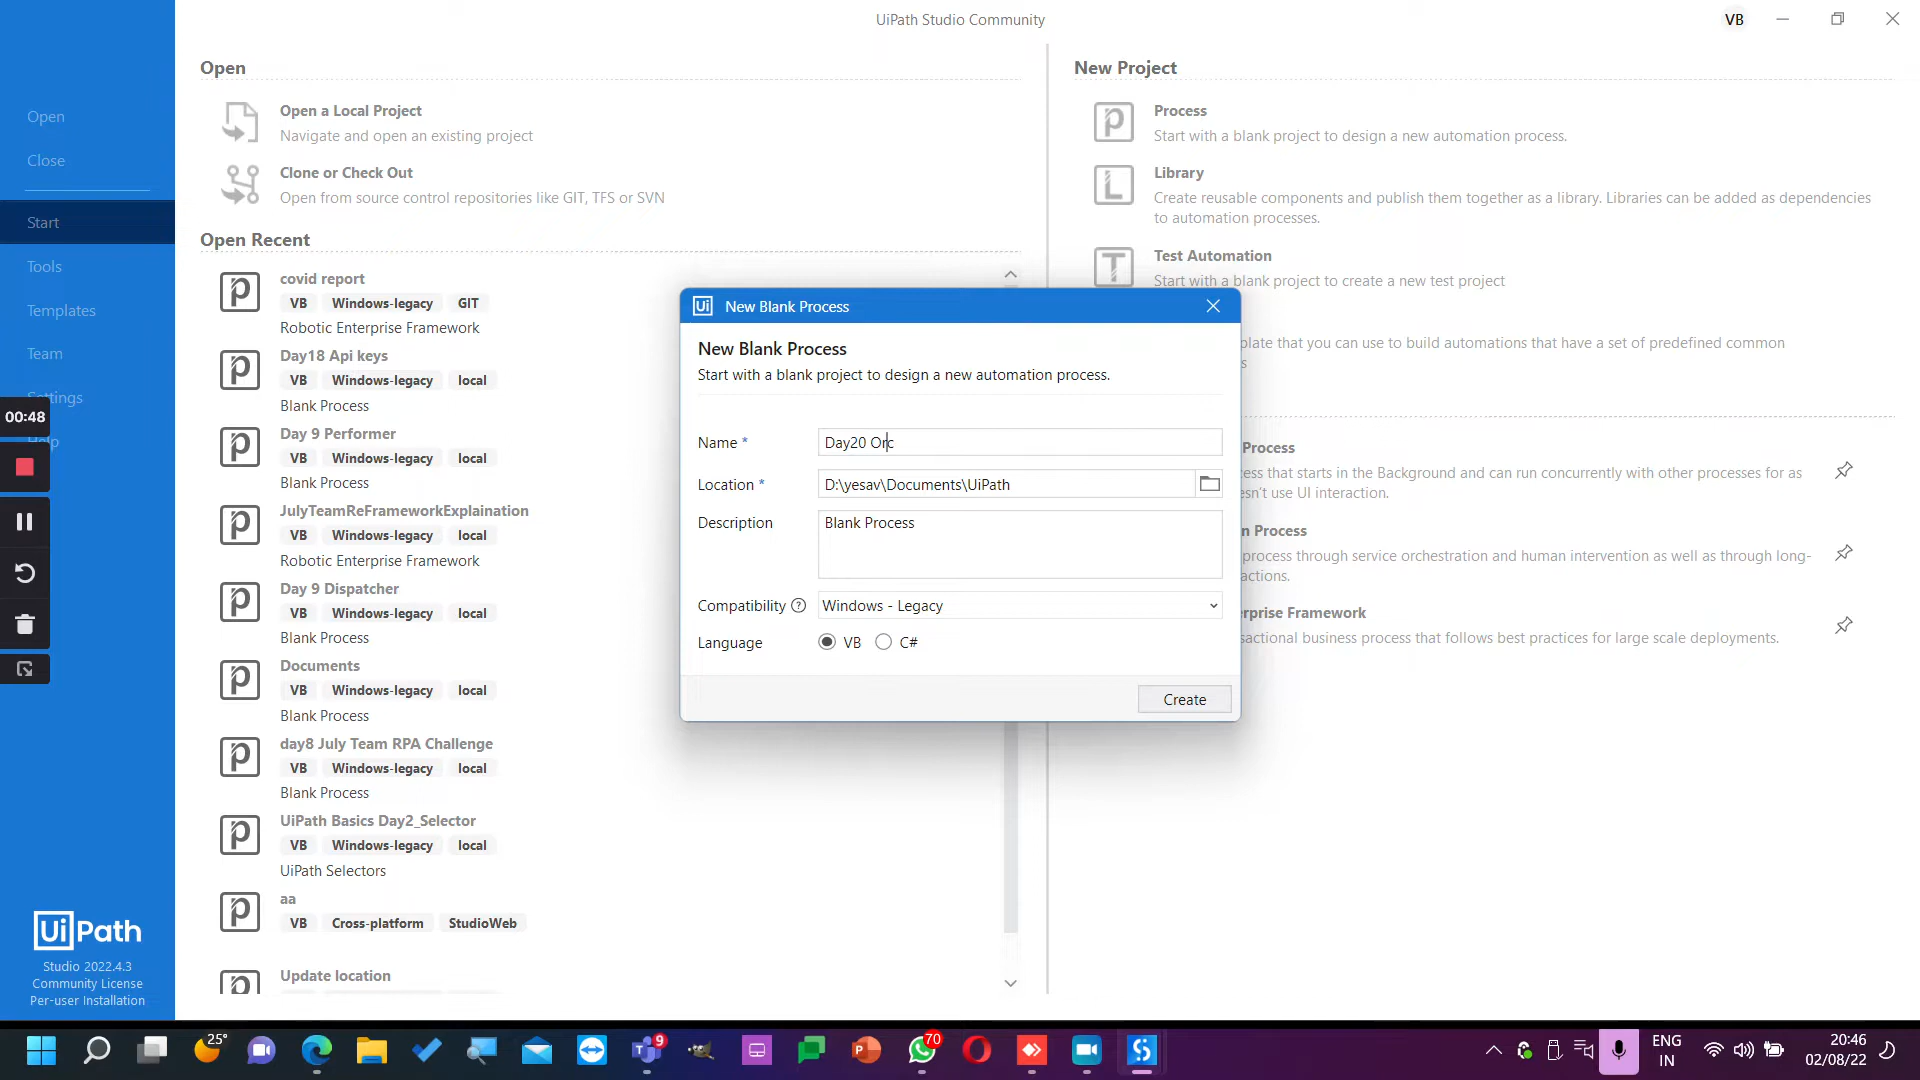 UiPath Studio Community
VB
Open
Close
Start
Tools
Templates
Team
Settings
Help
00:48
UiPath
Studio 2022.4.3
Community License
Per-user Installation
Open
Open a Local Project
Navigate and open an existing project
Clone or Check Out
Open from source control repositories like GIT, TFS or SVN
Open Recent
covid report
VB Windows-legacy GIT
Robotic Enterprise Framework
Day18 Api keys
VB Windows-legacy local
Blank Process
Day 9 Performer
VB Windows-legacy local
Blank Process
JulyTeamReFrameworkExplaination
VB Windows-legacy local
Robotic Enterprise Framework
Day 9 Dispatcher
VB Windows-legacy local
Blank Process
Documents
VB Windows-legacy local
Blank Process
day8 July Team RPA Challenge
VB Windows-legacy local
Blank Process
UiPath Basics Day2_Selector
VB Windows-legacy local
UiPath Selectors
aa
VB Cross-platform StudioWeb
Update location
New Project
Process
Start with a blank project to design a new automation process.
Library
Create reusable components and publish them together as a library. Libraries can be added as dependencies
to automation processes.
Test Automation
Start with a blank project to create a new test project
plate that you can use to build automations that have a set of predefined common
s
Process
ess that starts in the Background and can run concurrently with other processes for as
esn't use UI interaction.
n Process
process through service orchestration and human intervention as well as through long-
actions.
erprise Framework
sactional business process that follows best practices for large scale deployments.
Ui New Blank Process
New Blank Process
Start with a blank project to design a new automation process.
Name * Day20 Orc
Location * D:\yesav\Documents\UiPath
Description Blank Process
Compatibility ? Windows - Legacy
Language VB C#
Create
25°
9
70
ENG
IN
20:46
02/08/22